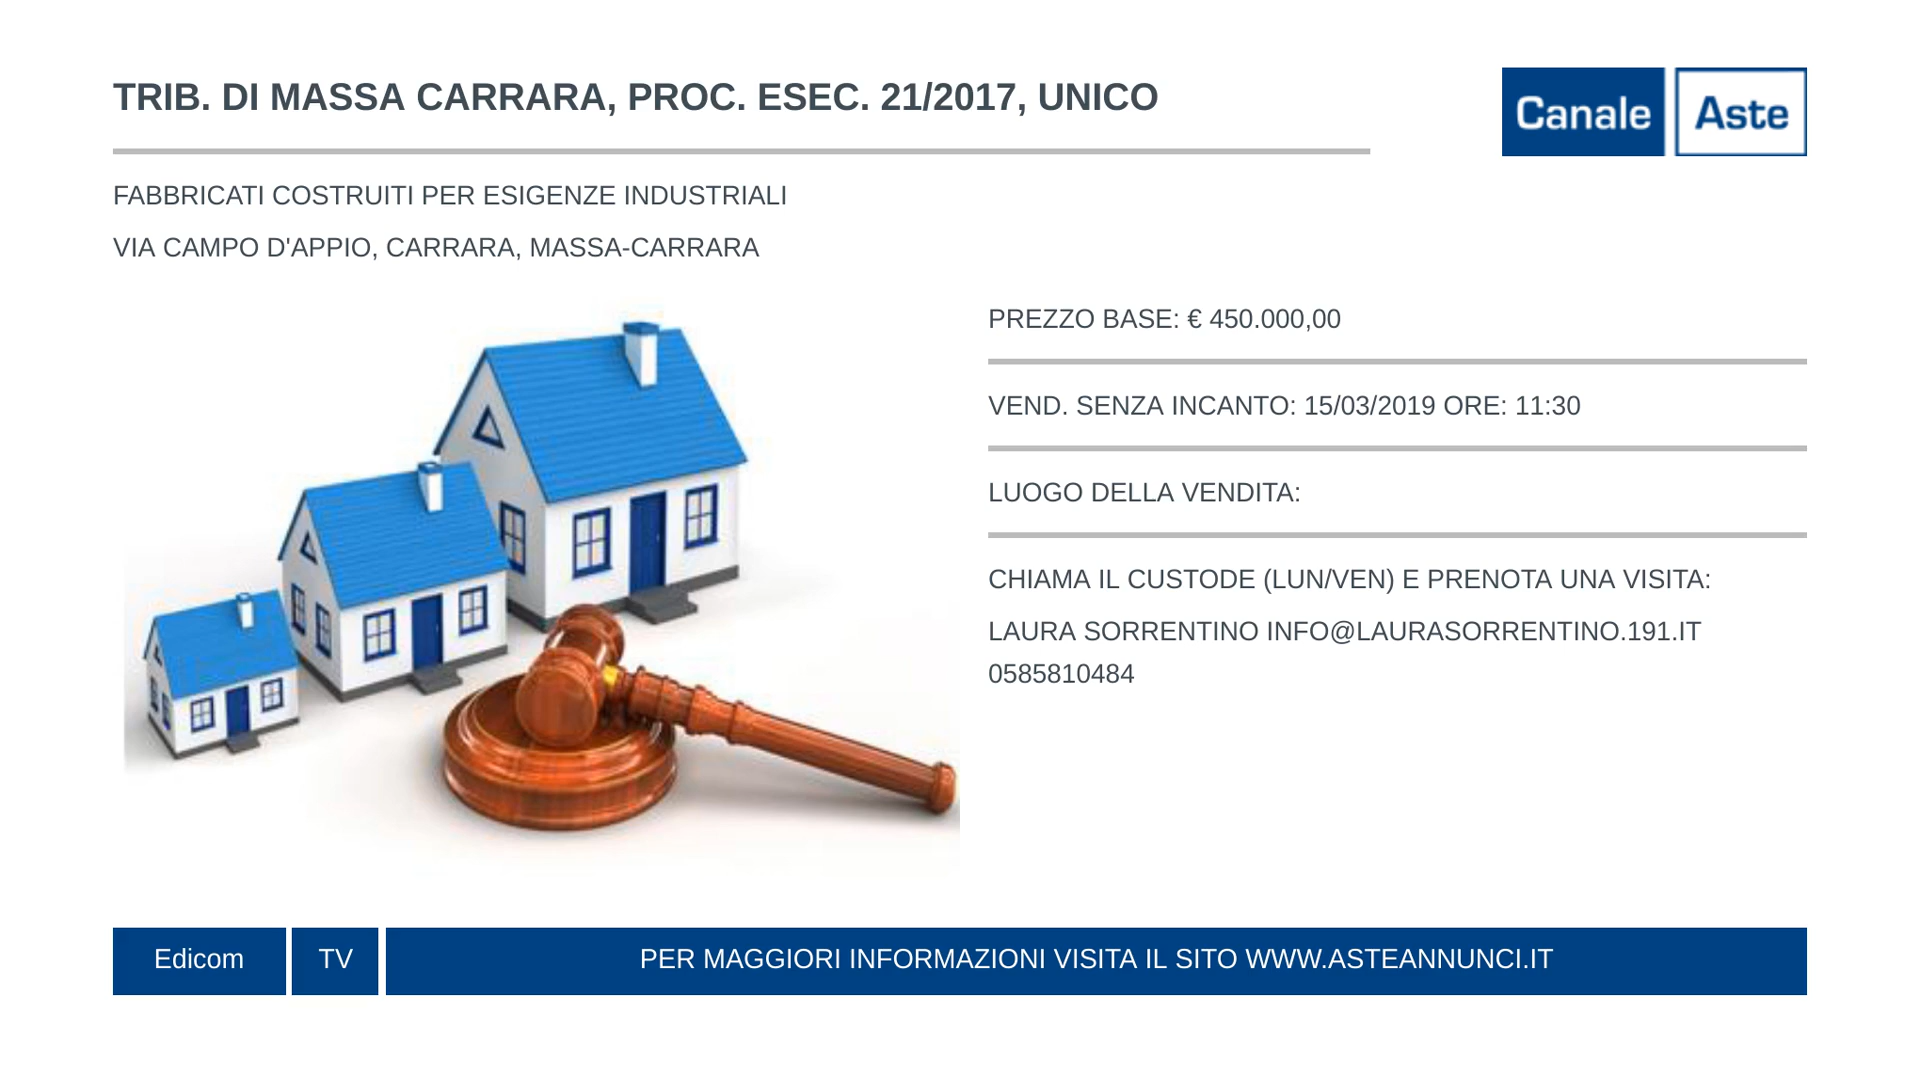 TRIB. DI MASSA CARRARA, PROC. ESEC. 21/2017, UNICO
Canale Aste
FABBRICATI COSTRUITI PER ESIGENZE INDUSTRIALI
VIA CAMPO D'APPIO, CARRARA, MASSA-CARRARA
PREZZO BASE: € 450.000,00
VEND. SENZA INCANTO: 15/03/2019 ORE: 11:30
LUOGO DELLA VENDITA:
CHIAMA IL CUSTODE (LUN/VEN) E PRENOTA UNA VISITA:
LAURA SORRENTINO INFO@LAURASORRENTINO.191.IT
0585810484
Edicom TV PER MAGGIORI INFORMAZIONI VISITA IL SITO WWW.ASTEANNUNCI.IT